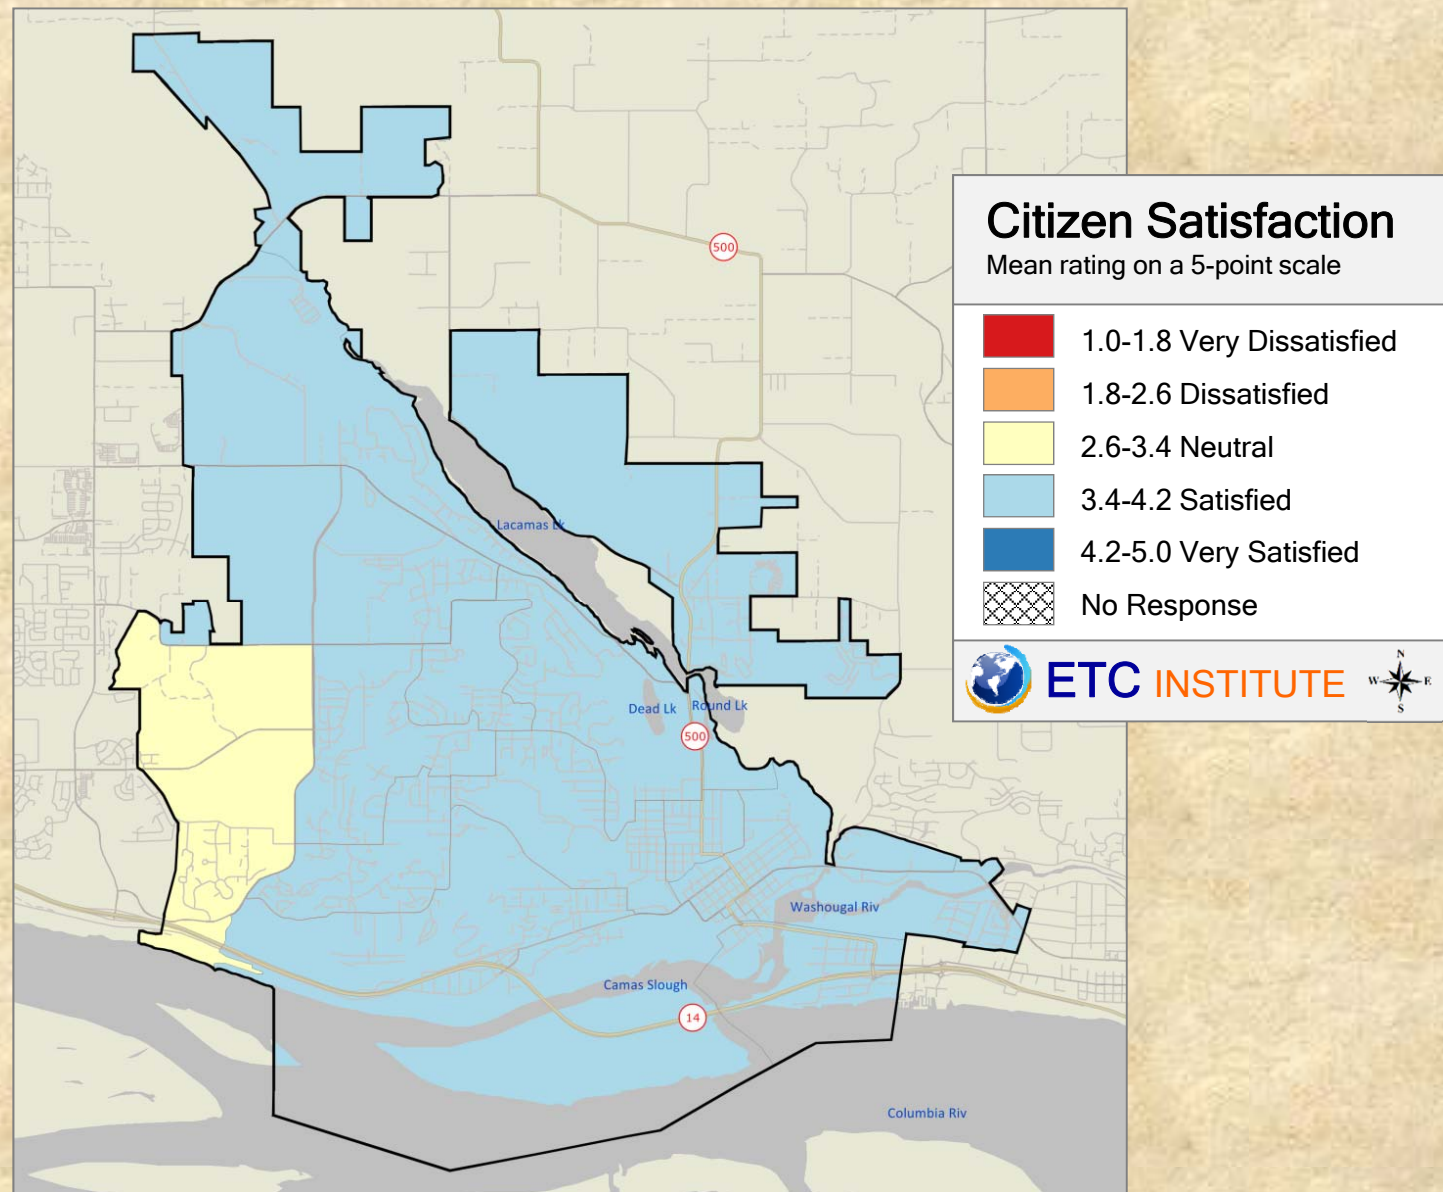 Citizen Satisfaction
Mean rating on a 5-point scale
1.0-1.8 Very Dissatisfied
1.8-2.6 Dissatisfied
2.6-3.4 Neutral
3.4-4.2 Satisfied
4.2-5.0 Very Satisfied
No Response
ETC INSTITUTE
N
W E
S
500
Lacamas Lk
Dead Lk
Round Lk
500
Washougal Riv
Camas Slough
14
Columbia Riv